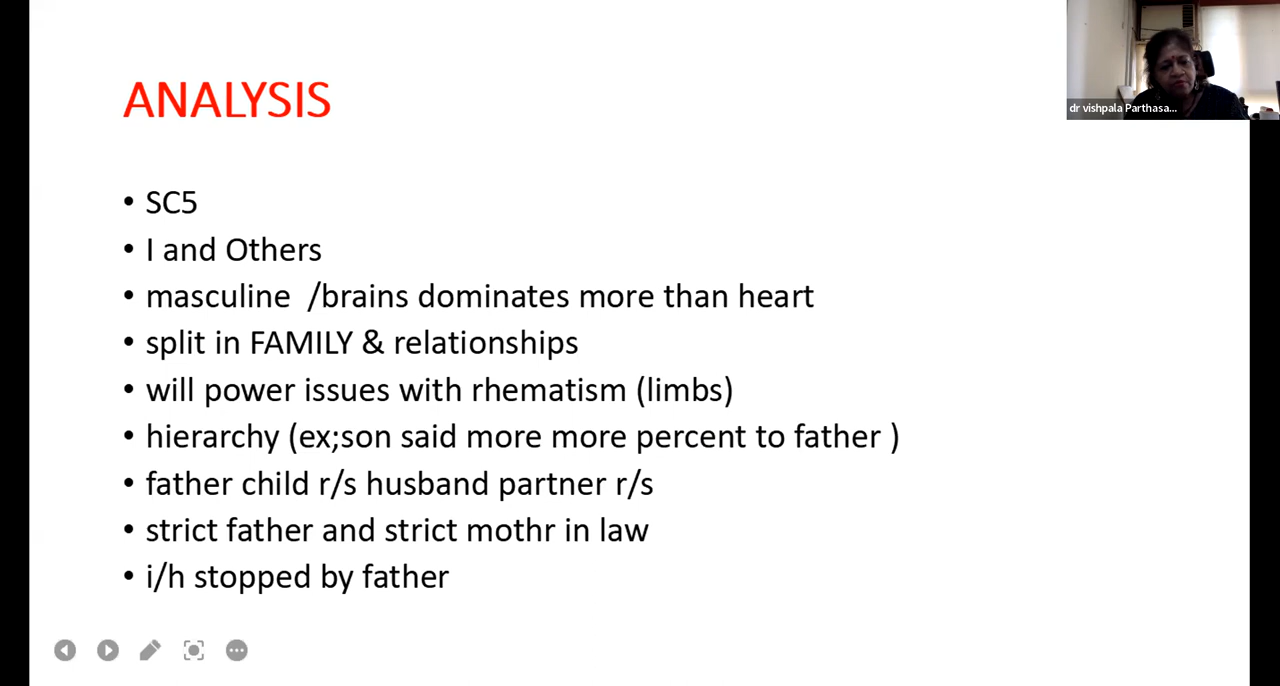 ANALYSIS
dr vishpala Parthasa...
• SC5
• I and Others
• masculine  /brains dominates more than heart
• split in FAMILY & relationships
• will power issues with rhematism (limbs)
• hierarchy (ex;son said more more percent to father )
• father child r/s husband partner r/s
• strict father and strict mothr in law
• i/h stopped by father